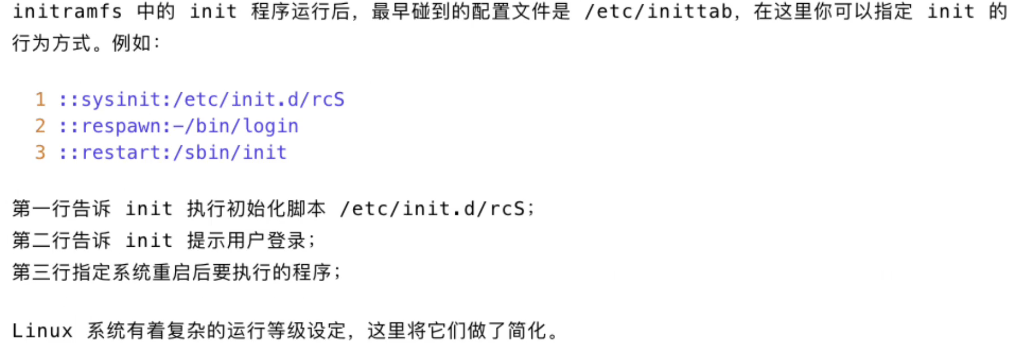 initramfs 中的 init 程序运行后，最早碰到的配置文件是 /etc/inittab，在这里你可以指定 init 的
行为方式。例如：
1 ::sysinit:/etc/init.d/rcS
2 ::respawn:-/bin/login
3 ::restart:/sbin/init
第一行告诉 init 执行初始化脚本 /etc/init.d/rcS；
第二行告诉 init 提示用户登录；
第三行指定系统重启后要执行的程序；
Linux 系统有着复杂的运行等级设定，这里将它们做了简化。